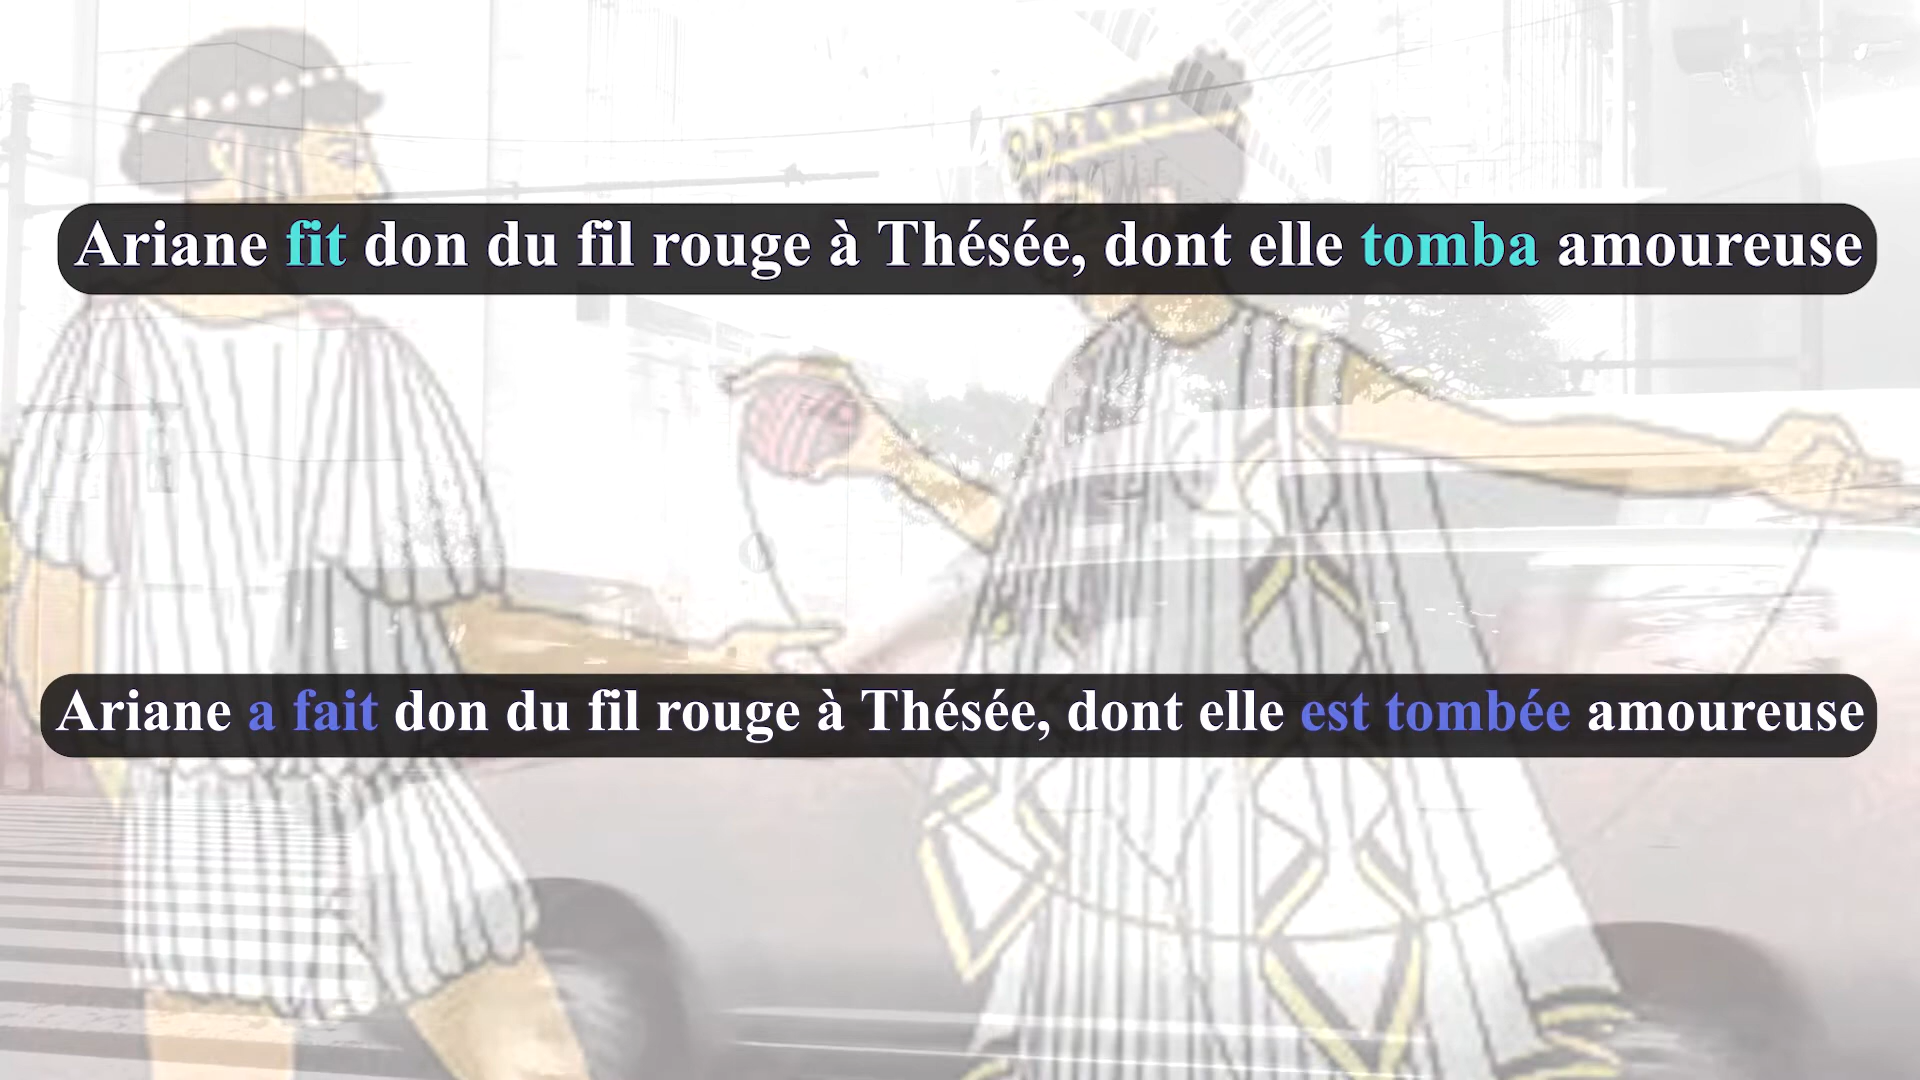 Ariane fit don du fil rouge à Thésée, dont elle tomba amoureuse
Ariane a fait don du fil rouge à Thésée, dont elle est tombée amoureuse